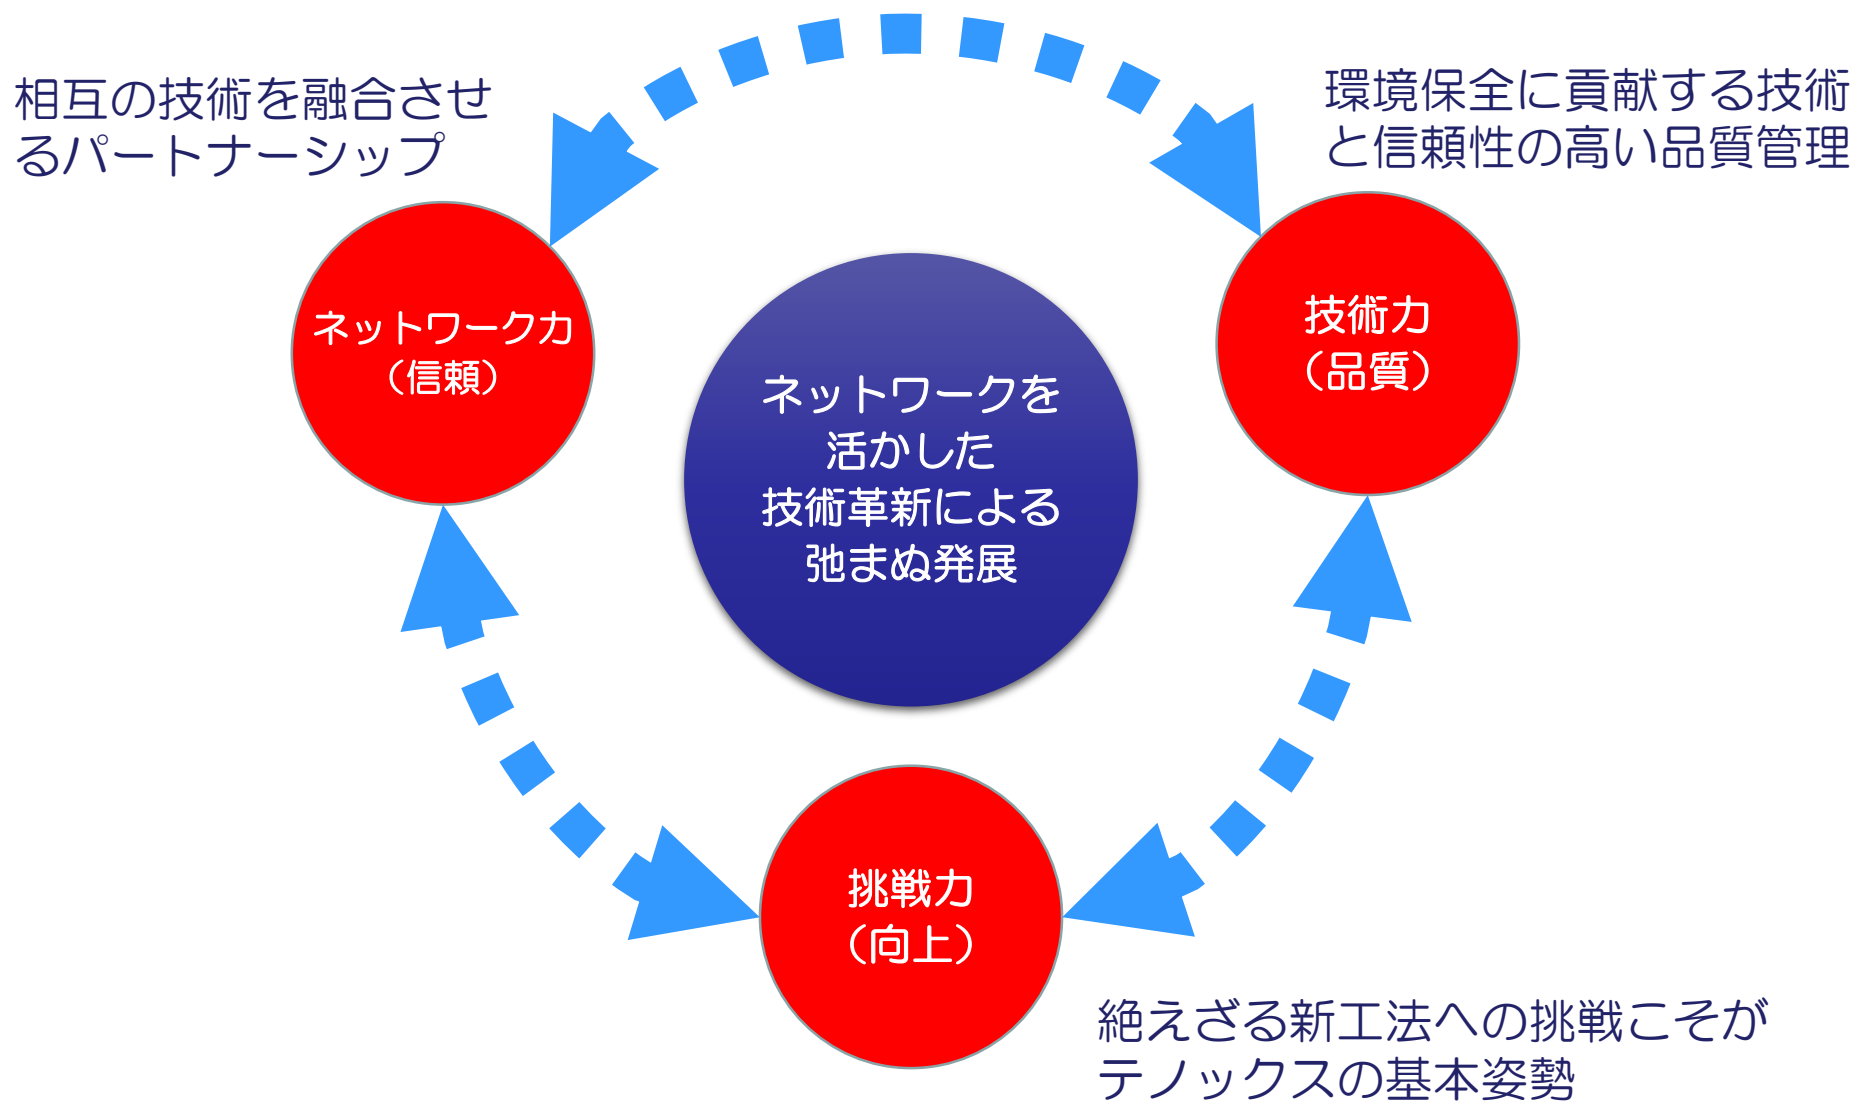 相互の技術を融合させ
るパートナーシップ
環境保全に貢献する技術
と信頼性の高い品質管理
ネットワーク力
（信頼）
技術力
（品質）
ネットワークを
活かした
技術革新による
弛まぬ発展
挑戦力
（向上）
絶えざる新工法への挑戦こそが
テノックスの基本姿勢